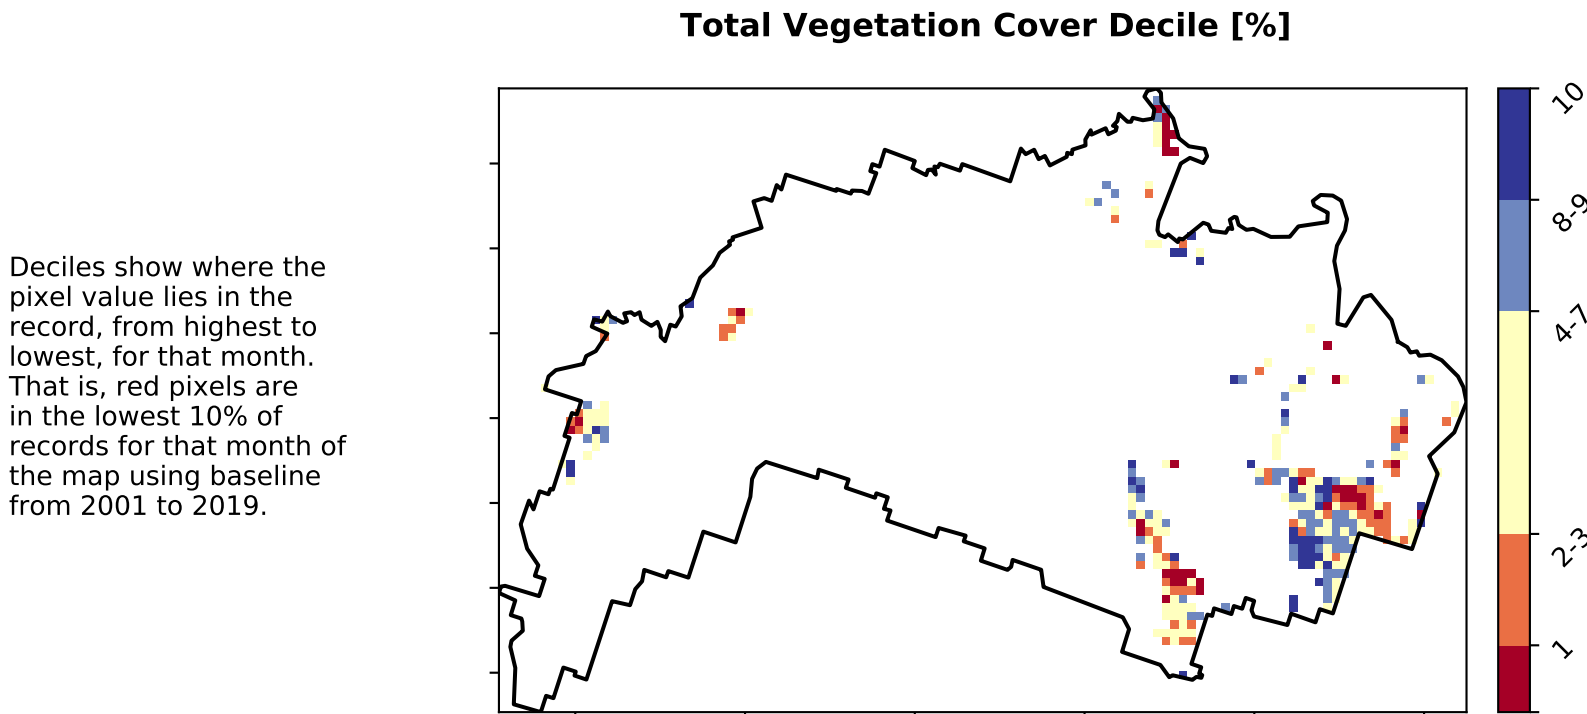 Total Vegetation Cover Decile [%]
Deciles show where the
pixel value lies in the
record, from highest to
lowest, for that month.
That is, red pixels are
in the lowest 10% of
records for that month of
the map using baseline
from 2001 to 2019.
10
8-9
4-7
2-3
1